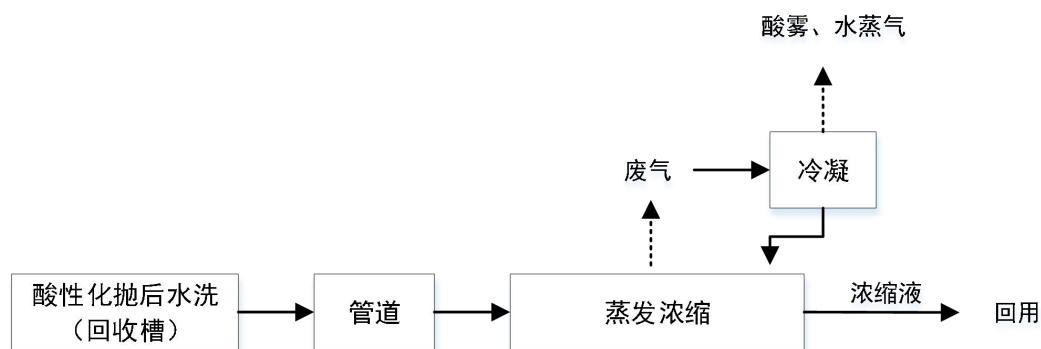 酸雾、水蒸气
废气
冷凝
酸性化抛后水洗
（回收槽）
管道
蒸发浓缩
浓缩液
回用